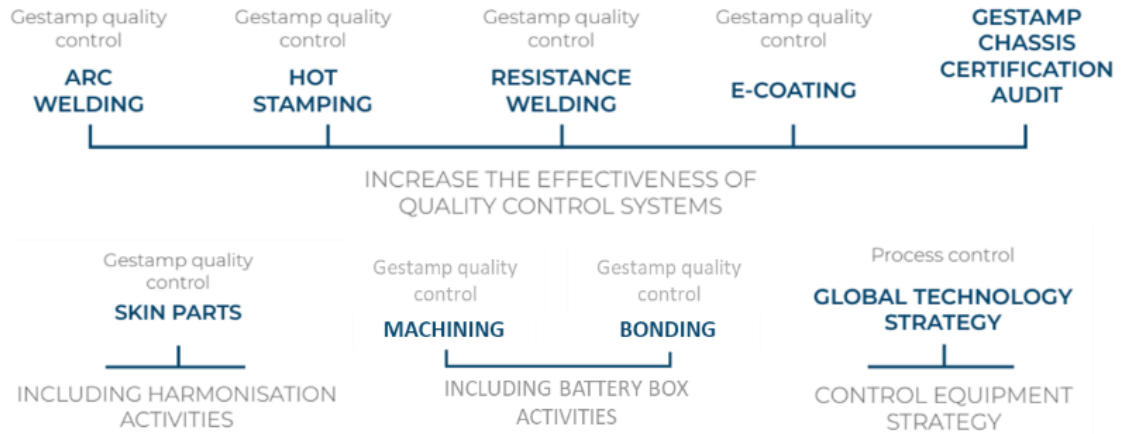 Gestamp quality
control
ARC
WELDING
Gestamp quality
control
HOT
STAMPING
Gestamp quality
control
RESISTANCE
WELDING
Gestamp quality
control
E-COATING
GESTAMP
CHASSIS
CERTIFICATION
AUDIT
INCREASE THE EFFECTIVENESS OF
QUALITY CONTROL SYSTEMS
Gestamp quality
control
SKIN PARTS
INCLUDING HARMONISATION
ACTIVITIES
Gestamp quality
control
MACHINING
Gestamp quality
control
BONDING
INCLUDING BATTERY BOX
ACTIVITIES
Process control
GLOBAL TECHNOLOGY
STRATEGY
CONTROL EQUIPMENT
STRATEGY